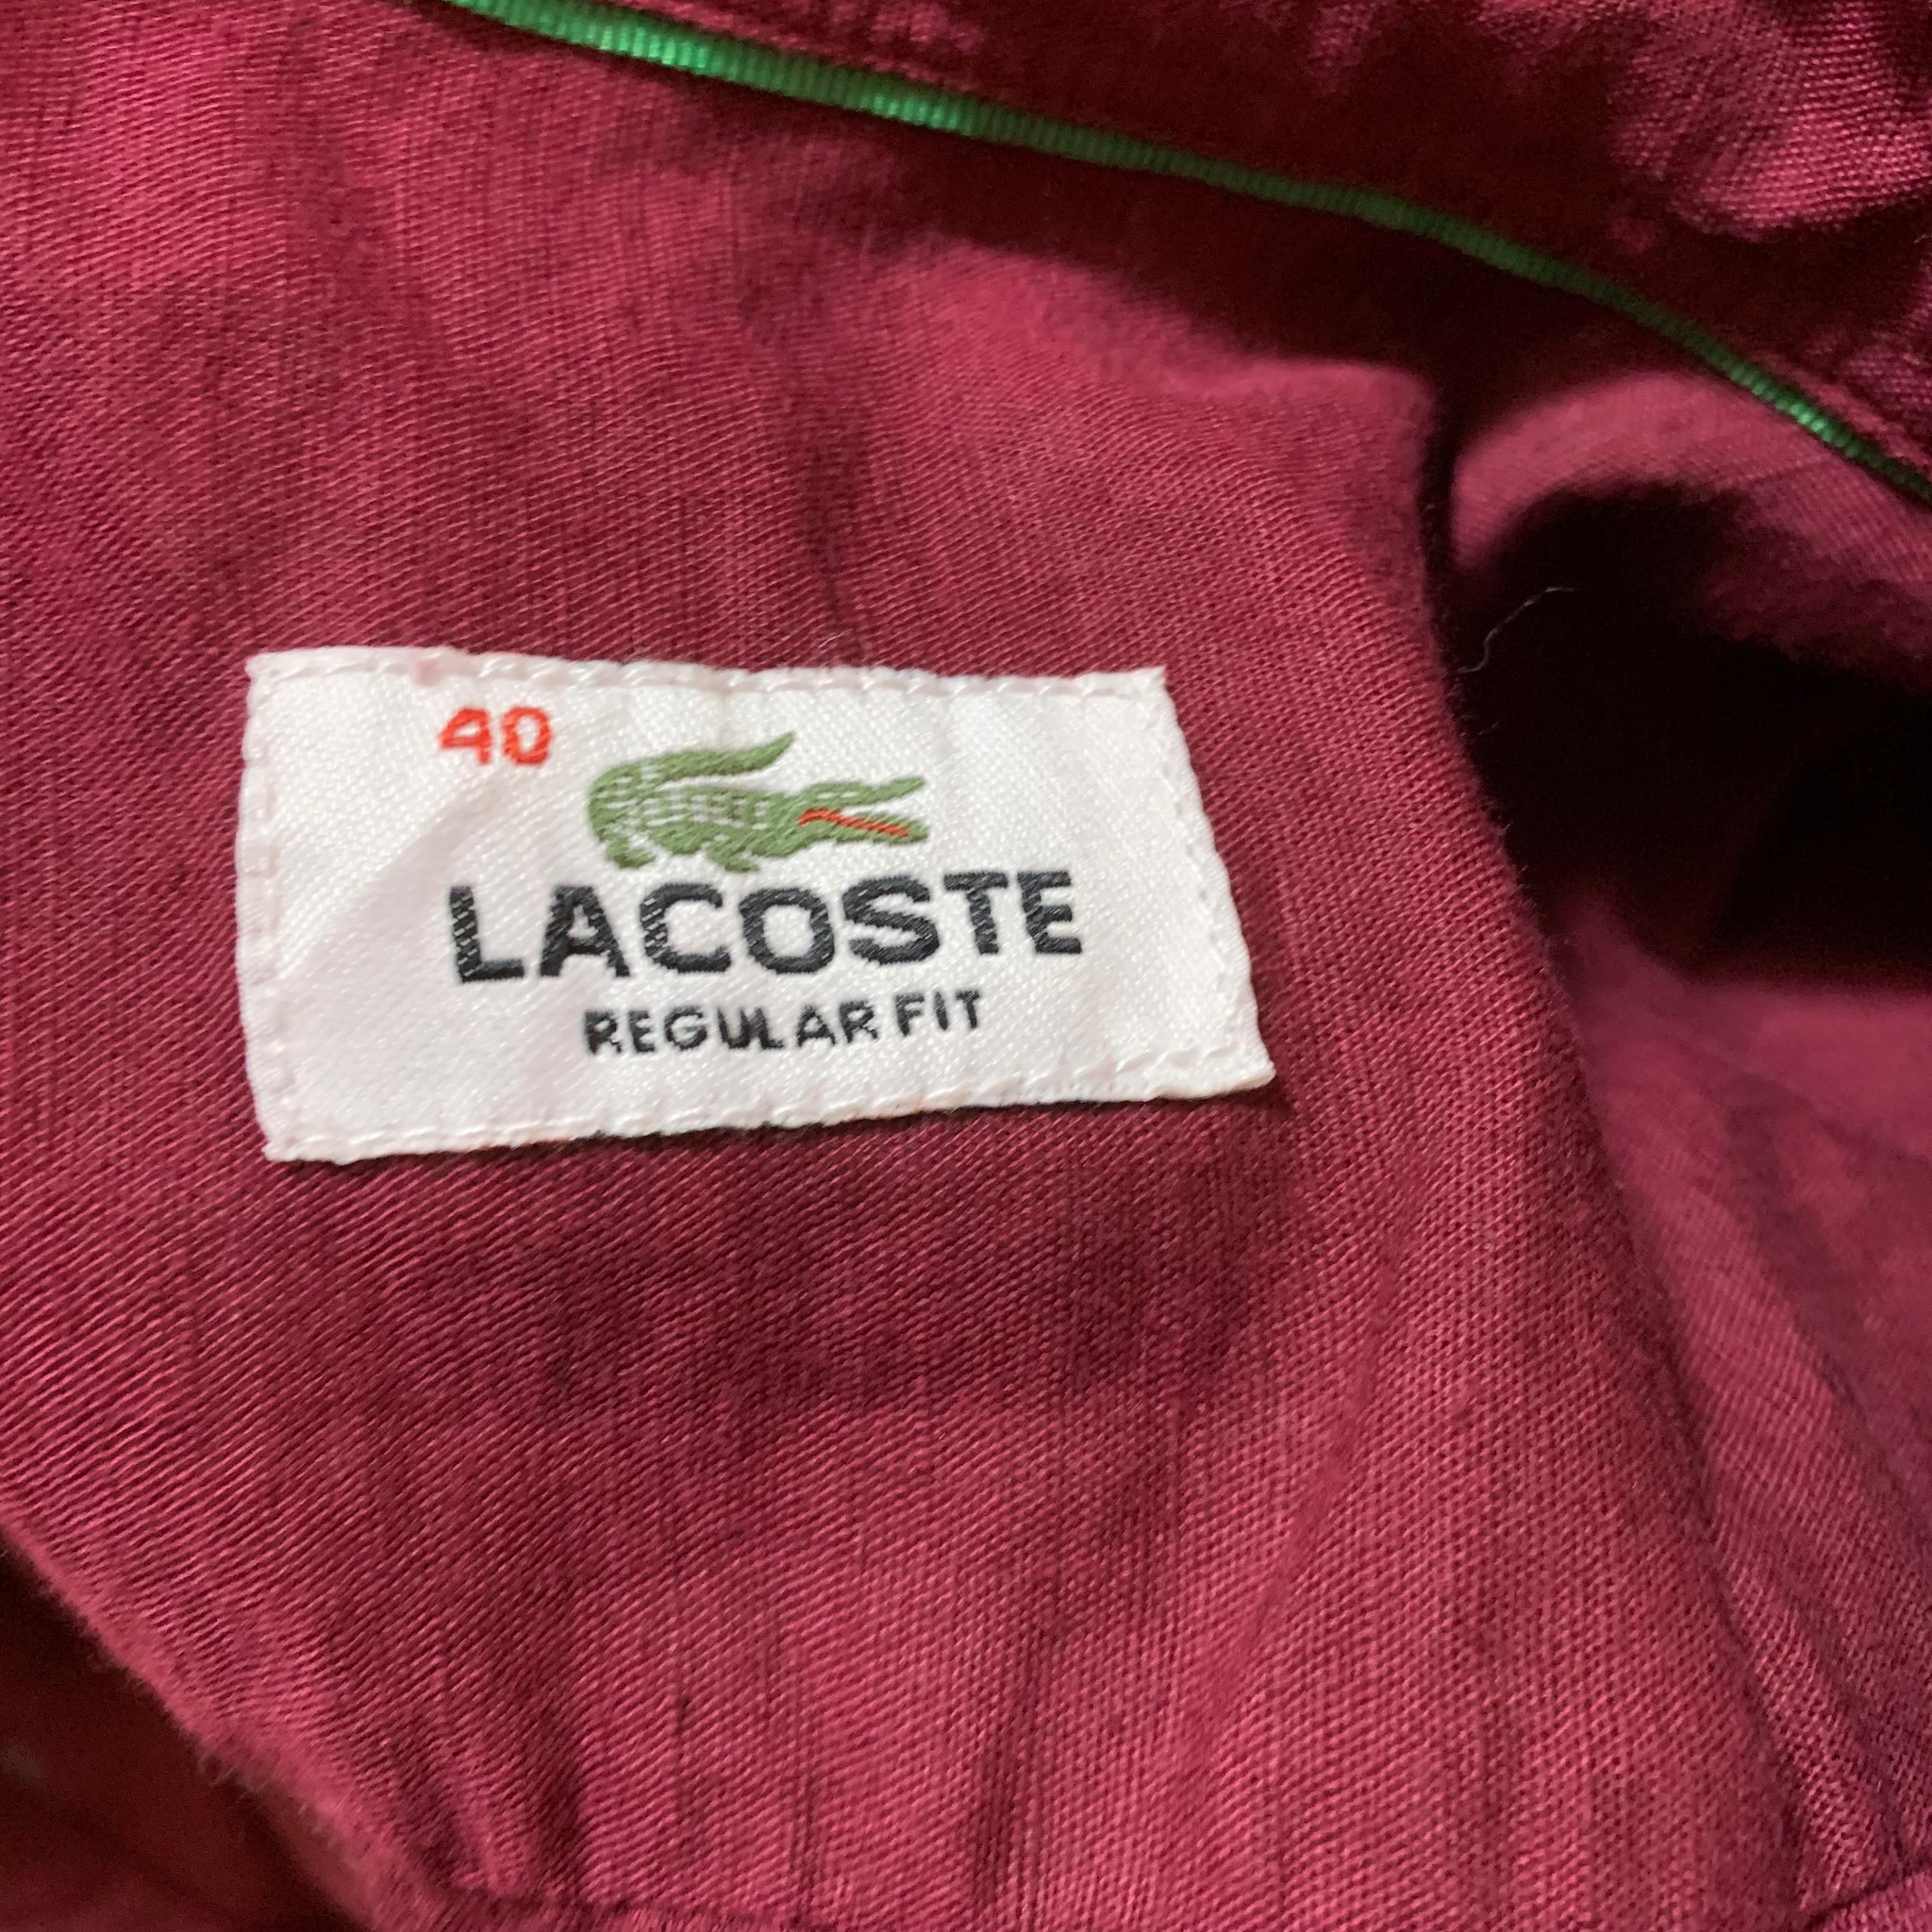 40
LACOSTE
REGULAR FIT